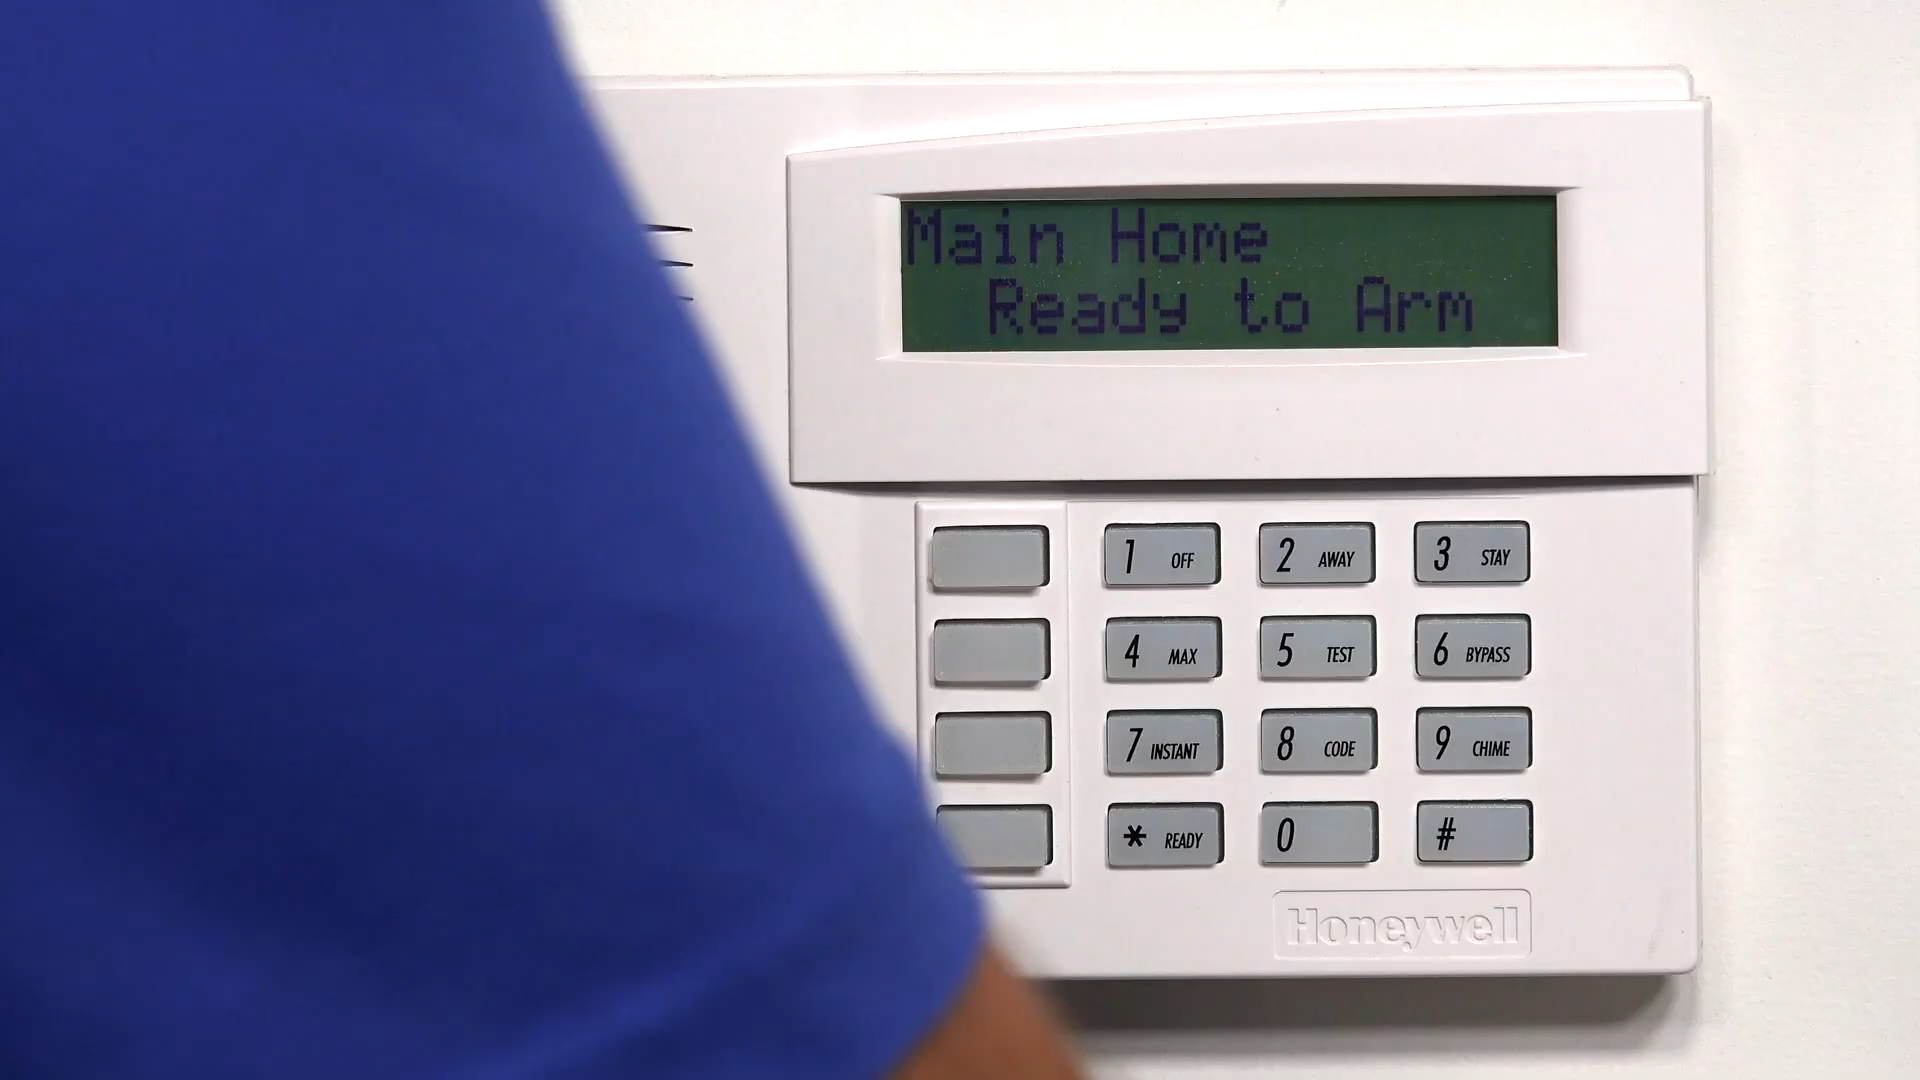 Main Home
Ready to Arm
1 OFF
2 AWAY
3 STAY
4 MAX
5 TEST
6 BYPASS
7 INSTANT
8 CODE
9 CHIME
* READY
0
#
Honeywell